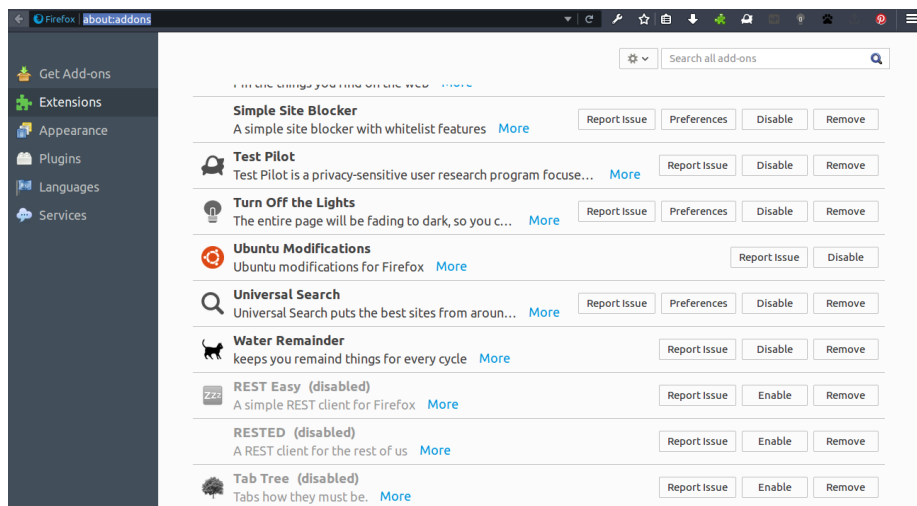 Firefox about:addons
Search all add-ons
Get Add-ons
Extensions
Appearance
Plugins
Languages
Services
More
Simple Site Blocker
A simple site blocker with whitelist features More
Report Issue Preferences Disable Remove
Test Pilot
Test Pilot is a privacy-sensitive user research program focuse... More
Report Issue Disable Remove
Turn Off the Lights
The entire page will be fading to dark, so you c... More
Report Issue Preferences Disable Remove
Ubuntu Modifications
Ubuntu modifications for Firefox More
Report Issue Disable
Universal Search
Universal Search puts the best sites from aroun... More
Report Issue Preferences Disable Remove
Water Remainder
keeps you remaind things for every cycle More
Report Issue Disable Remove
REST Easy (disabled)
A simple REST client for Firefox More
Report Issue Enable Remove
zzz
RESTED (disabled)
A REST client for the rest of us More
Report Issue Enable Remove
Tab Tree (disabled)
Tabs how they must be. More
Report Issue Enable Remove